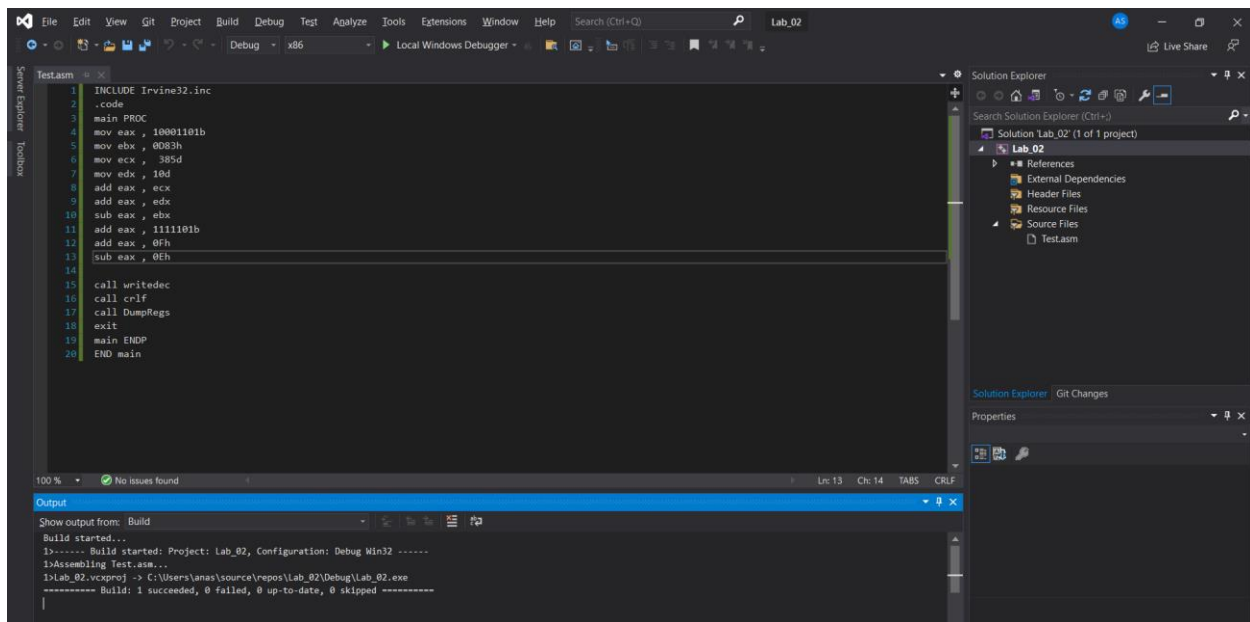 File Edit View Git Project Build Debug Test Analyze Tools Extensions Window Help Search (Ctrl+Q) Lab_02 AS
Debug x86 Local Windows Debugger Live Share
Server Explorer
Toolbox
Test.asm
1 INCLUDE Irvine32.inc
2 .code
3 main PROC
4 mov eax , 10001101b
5 mov ebx , 0D83h
6 mov ecx ,  385d
7 mov edx , 10d
8 add eax , ecx
9 add eax , edx
10 sub eax , ebx
11 add eax , 1111101b
12 add eax , 0Fh
13 sub eax , 0Eh
14
15 call writedec
16 call crlf
17 call DumpRegs
18 exit
19 main ENDP
20 END main
100 % No issues found Ln: 13 Ch: 14 TABS CRLF
Output
Show output from: Build
Build started...
1>------ Build started: Project: Lab_02, Configuration: Debug Win32 ------
1>Assembling Test.asm...
1>Lab_02.vcxproj -> C:\Users\anas\source\repos\Lab_02\Debug\Lab_02.exe
========== Build: 1 succeeded, 0 failed, 0 up-to-date, 0 skipped ==========
Solution Explorer
Search Solution Explorer (Ctrl+;)
Solution 'Lab_02' (1 of 1 project)
Lab_02
References
External Dependencies
Header Files
Resource Files
Source Files
Test.asm
Solution Explorer Git Changes
Properties